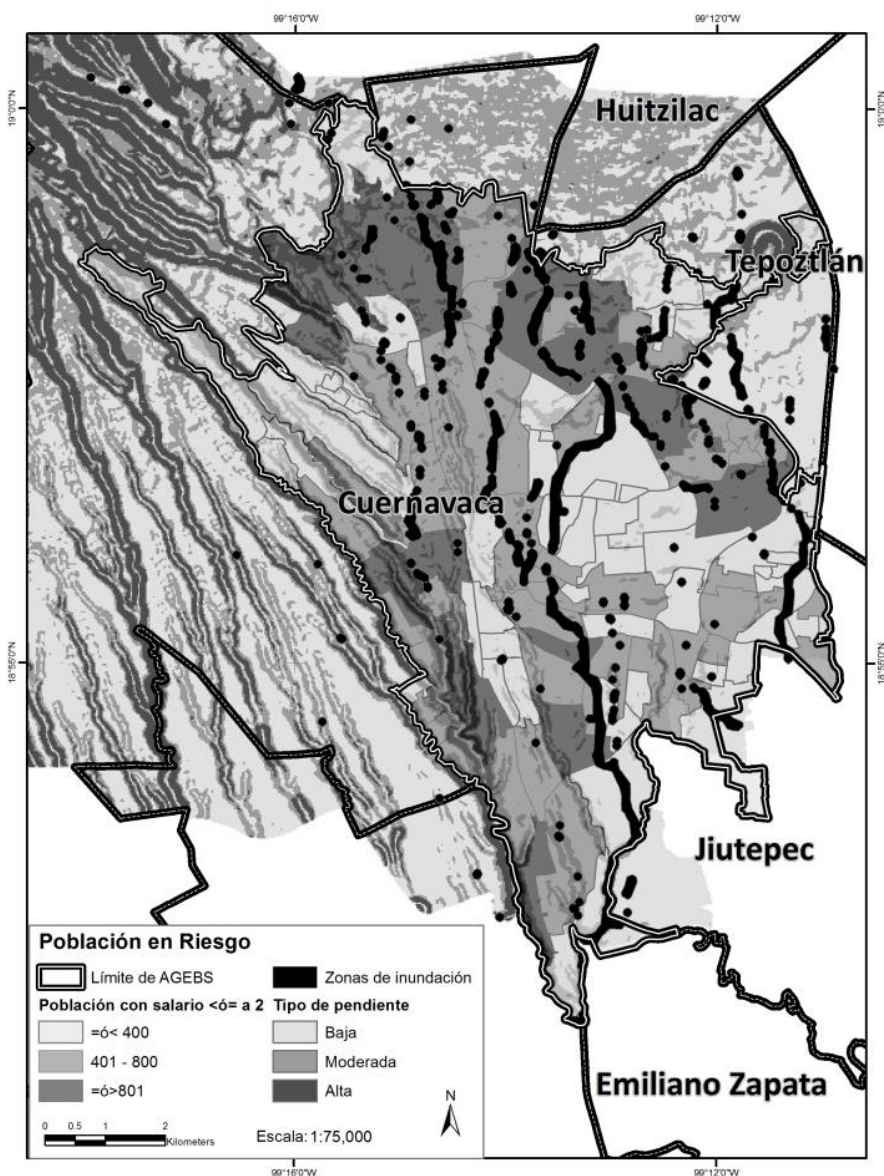 99°16'0"W
99°12'0"W
19°0'0"N
19°0'0"N
Huitzilac
Tepoztlán
Cuernavaca
18°55'0"N
18°55'0"N
Jiutepec
Emiliano Zapata
Población en Riesgo
Límite de AGEBS
Zonas de inundación
Población con salario <ó= a 2
Tipo de pendiente
=ó< 400
Baja
401 - 800
Moderada
=ó>801
Alta
0 0.5 1 2
Kilometers
Escala: 1:75,000
N
99°16'0"W
99°12'0"W